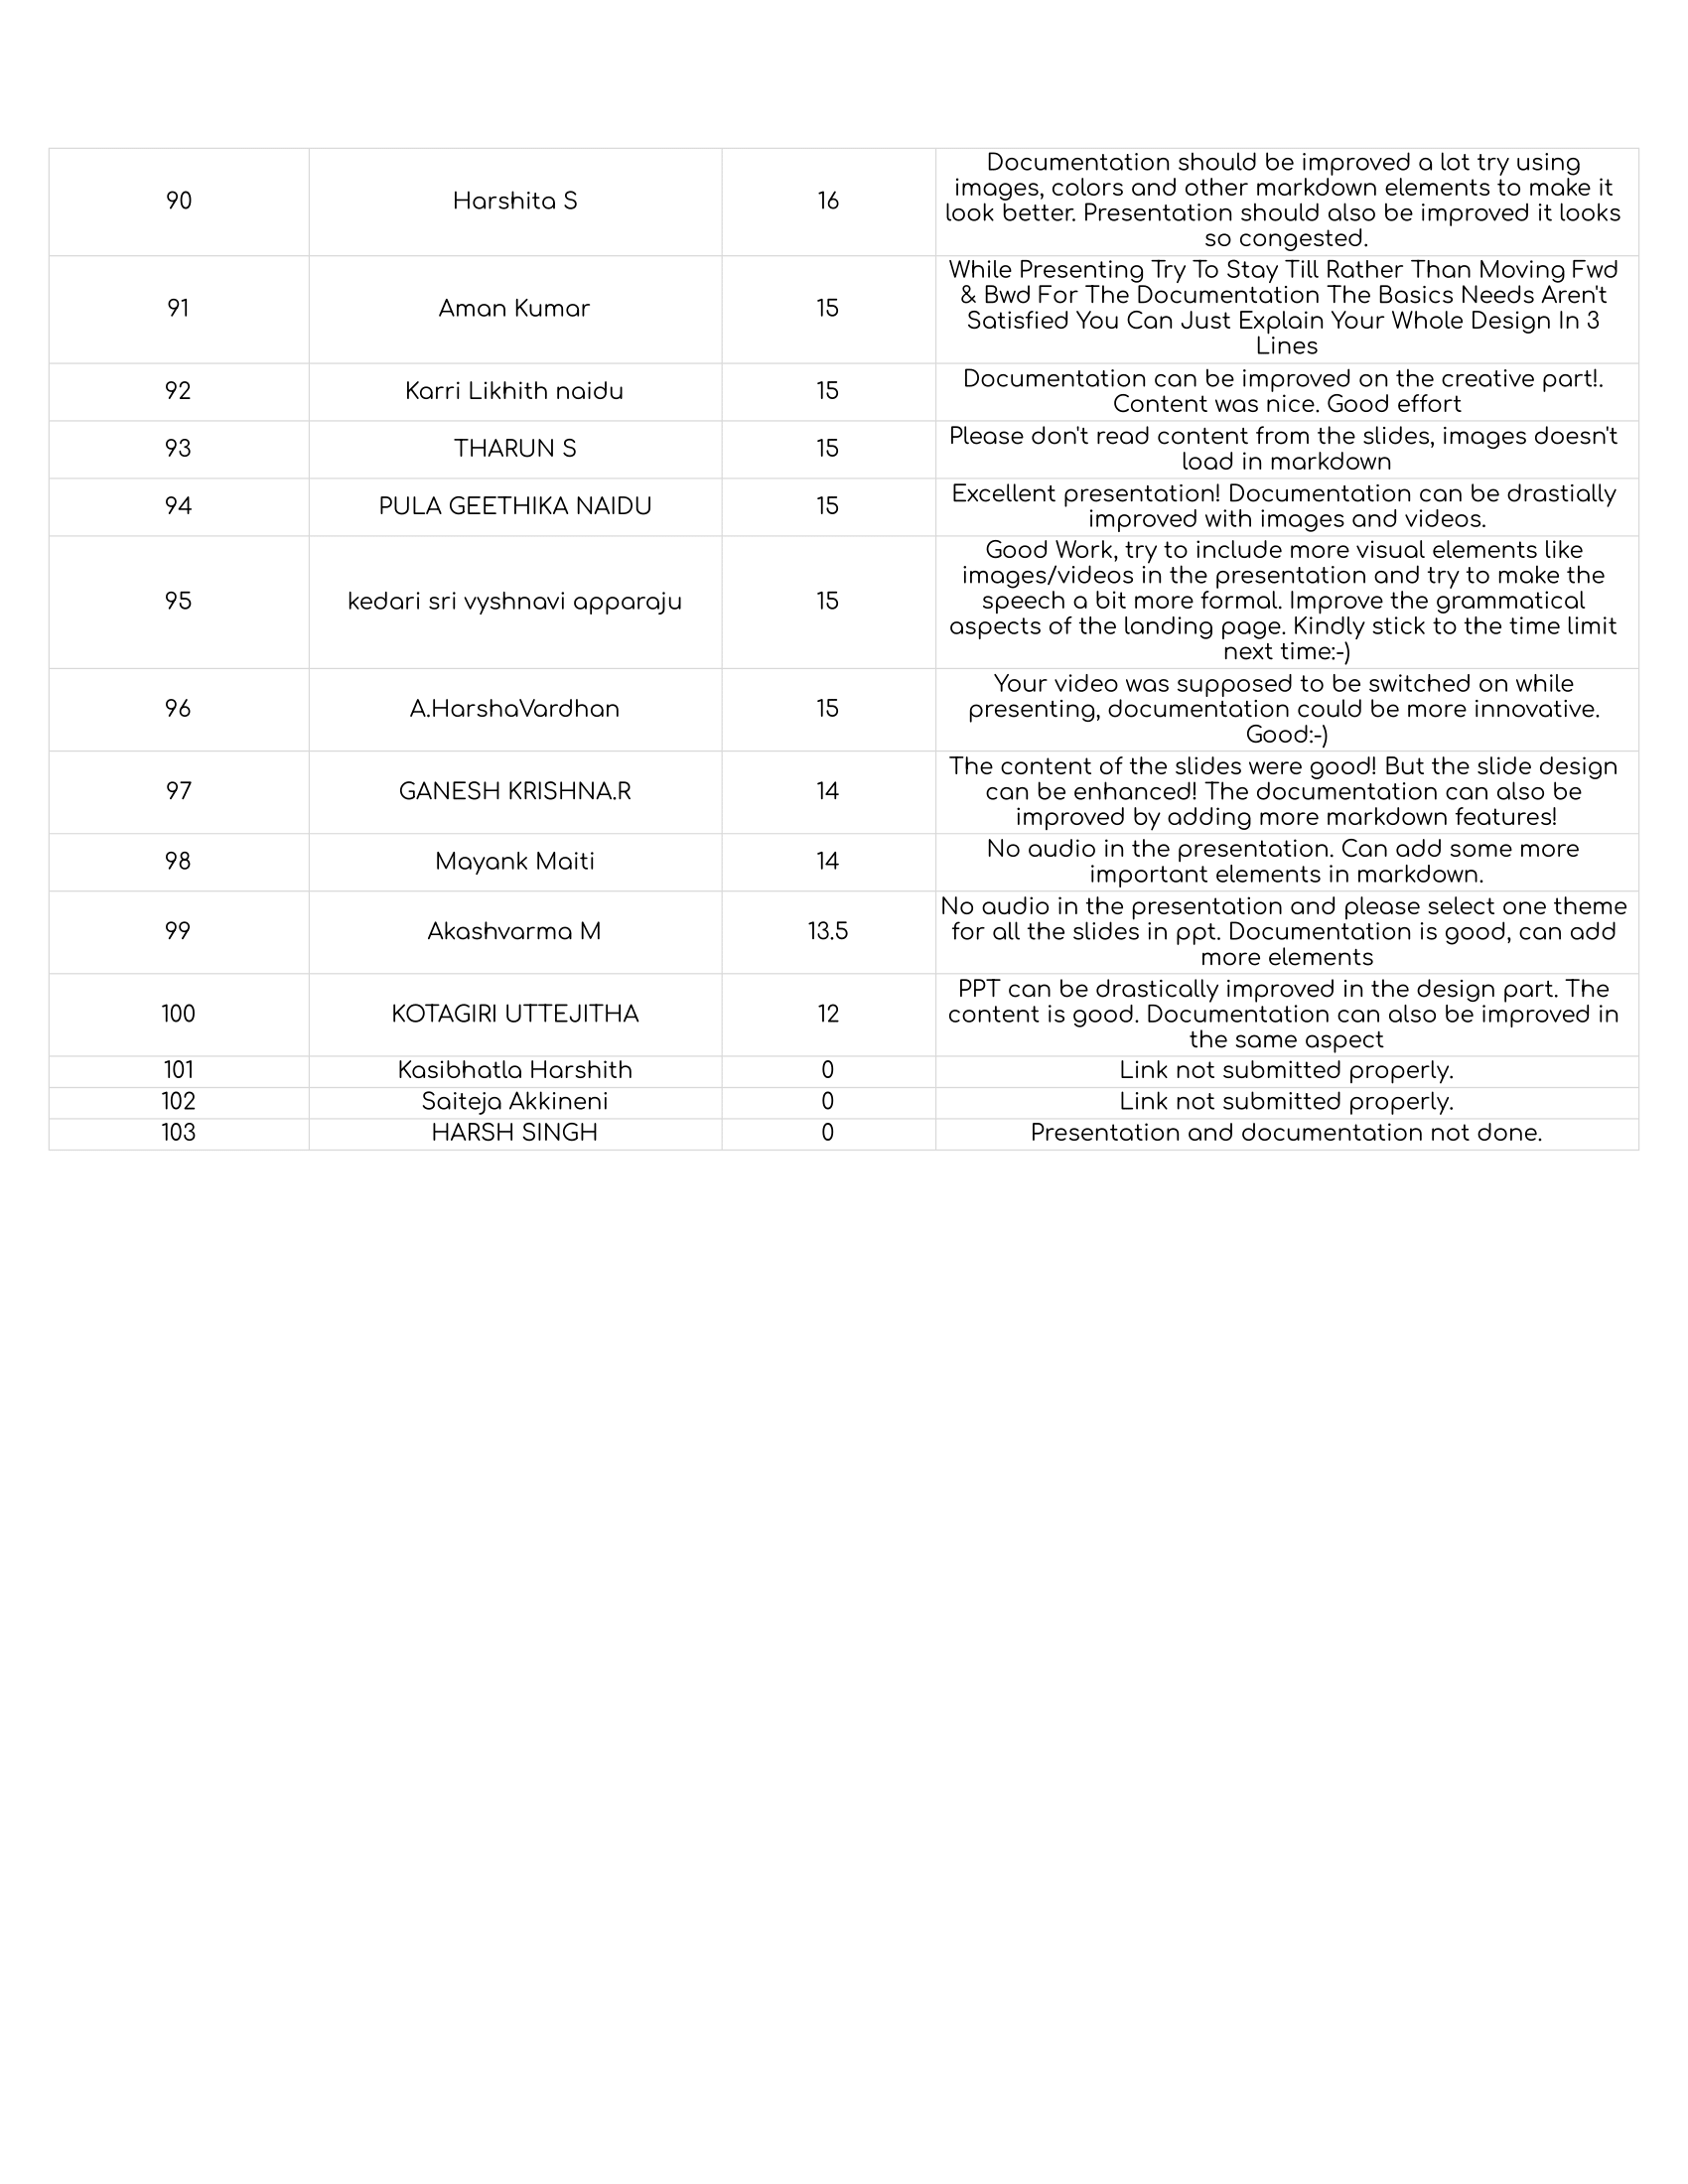 90 Harshita S 16 Documentation should be improved a lot try using
images, colors and other markdown elements to make it
look better. Presentation should also be improved it looks
so congested.
91 Aman Kumar 15 While Presenting Try To Stay Till Rather Than Moving Fwd
& Bwd For The Documentation The Basics Needs Aren't
Satisfied You Can Just Explain Your Whole Design In 3
Lines
92 Karri Likhith naidu 15 Documentation can be improved on the creative part!.
Content was nice. Good effort
93 THARUN S 15 Please don't read content from the slides, images doesn't
load in markdown
94 PULA GEETHIKA NAIDU 15 Excellent presentation! Documentation can be drastially
improved with images and videos.
95 kedari sri vyshnavi apparaju 15 Good Work, try to include more visual elements like
images/videos in the presentation and try to make the
speech a bit more formal. Improve the grammatical
aspects of the landing page. Kindly stick to the time limit
next time:-)
96 A.HarshaVardhan 15 Your video was supposed to be switched on while
presenting, documentation could be more innovative.
Good:-)
97 GANESH KRISHNA.R 14 The content of the slides were good! But the slide design
can be enhanced! The documentation can also be
improved by adding more markdown features!
98 Mayank Maiti 14 No audio in the presentation. Can add some more
important elements in markdown.
99 Akashvarma M 13.5 No audio in the presentation and please select one theme
for all the slides in ppt. Documentation is good, can add
more elements
100 KOTAGIRI UTTEJITHA 12 PPT can be drastically improved in the design part. The
content is good. Documentation can also be improved in
the same aspect
101 Kasibhatla Harshith 0 Link not submitted properly.
102 Saiteja Akkineni 0 Link not submitted properly.
103 HARSH SINGH 0 Presentation and documentation not done.